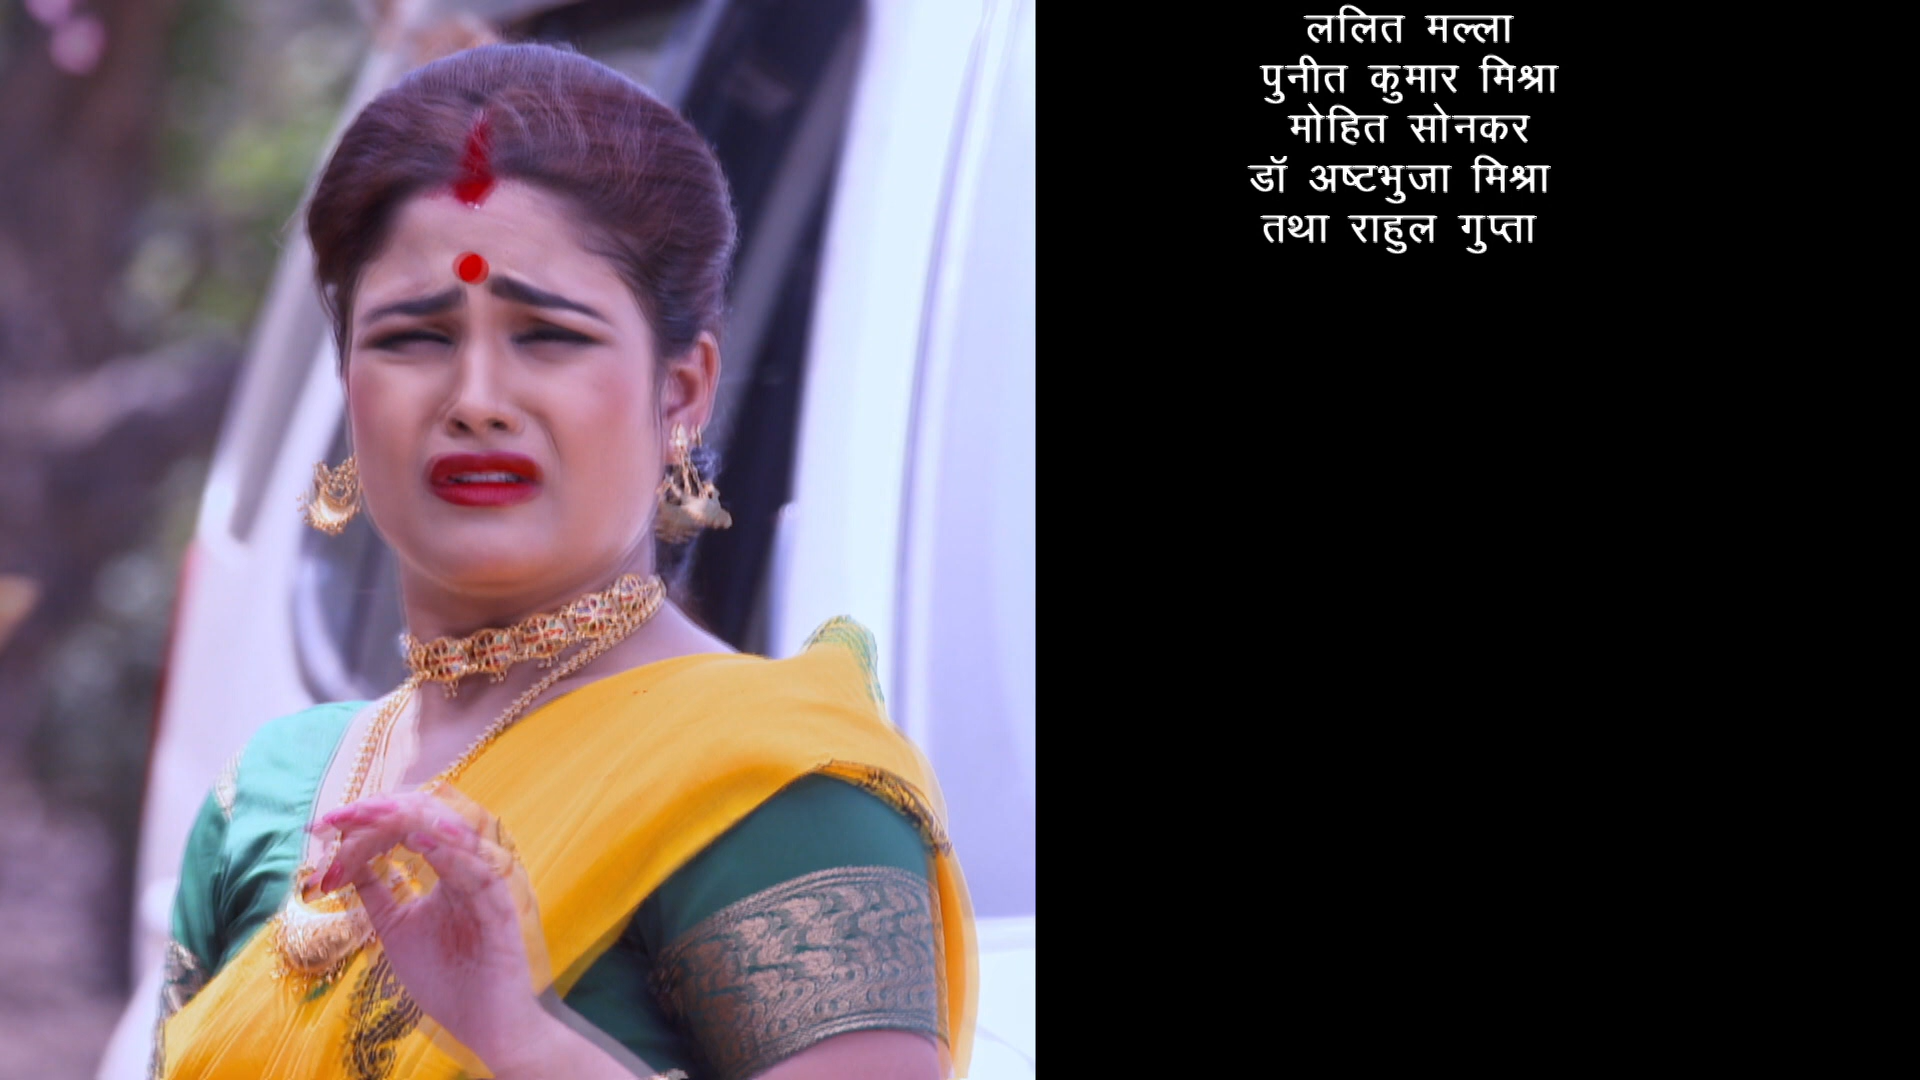 ललित मल्ला
पुनीत कुमार मिश्रा
मोहित सोनकर
डॉ अष्टभुजा मिश्रा
तथा राहुल गुप्ता